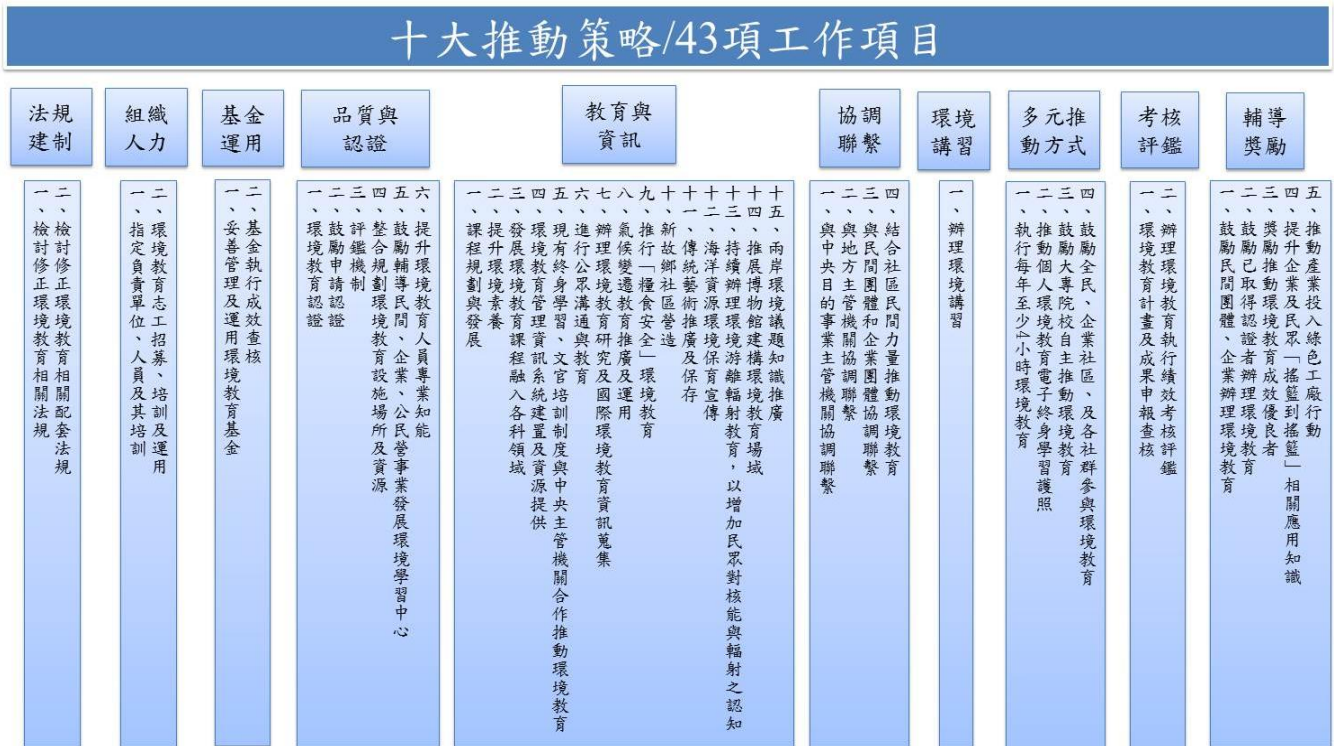 十大推動策略/43項工作項目
法規
建制
一、檢討修正環境教育相關法規
二、檢討修正環境教育相關配套法規
組織
人力
一、指定負責單位、人員及其培訓
二、環境教育志工招募、培訓及運用
基金
運用
一、妥善管理及運用環境教育基金
二、基金執行成效查核
品質與
認證
一、環境教育認證
二、鼓勵申請認證
三、評鑑機制
四、整合規劃環境教育設施場所及資源
五、鼓勵輔導民間、企業、公民營事業發展環境學習中心
六、提升環境教育人員專業知能
教育與
資訊
一、課程規劃與發展
二、提升環境素養
三、發展環境教育課程融入各科領域
四、環境教育管理資訊系統建置及資源提供
五、現有終身學習、文官培訓制度與中央主管機關合作推動環境教育
六、進行公眾溝通與教育
七、辦理環境教育研究及國際環境教育資訊蒐集
八、氣候變遷教育推廣及運用
九、推行「糧食安全」環境教育
十、新故鄉社區營造
十一、傳統藝術推廣及保存
十二、海洋資源環境保育宣傳
十三、持續辦理環境游離輻射教育，以增加民眾對核能與輻射之認知
十四、推展博物館建構環境教育場域
十五、兩岸環境議題知識推廣
協調
聯繫
一、與中央目的事業主管機關協調聯繫
二、與地方主管機關協調聯繫
三、與民間團體和企業團體協調聯繫
四、結合社區民間力量推動環境教育
環境
講習
一、辦理環境講習
多元推
動方式
一、執行每年至少4小時環境教育
二、推動個人環境教育電子終身學習護照
三、鼓勵大專院校自主推動環境教育
四、鼓勵全民、企業社區、及各社群參與環境教育
考核
評鑑
一、環境教育計畫及成果申報查核
二、辦理環境教育執行績效考核評鑑
輔導
獎勵
一、鼓勵民間團體、企業辦理環境教育
二、鼓勵已取得認證者辦理環境教育
三、獎勵推動環境教育成效優良者
四、提升企業及民眾「搖籃到搖籃」相關應用知識
五、推動產業投入綠色工廠行動